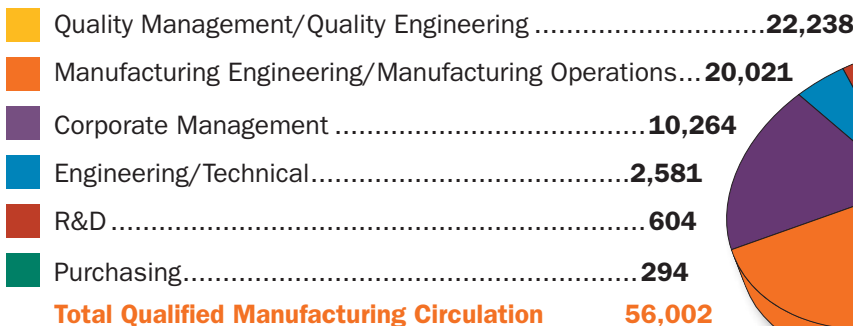 Quality Management/Quality Engineering ............................22,238
Manufacturing Engineering/Manufacturing Operations...20,021
Corporate Management ......................................10,264
Engineering/Technical.......................................2,581
R&D .................................................................604
Purchasing........................................................294
Total Qualified Manufacturing Circulation 56,002